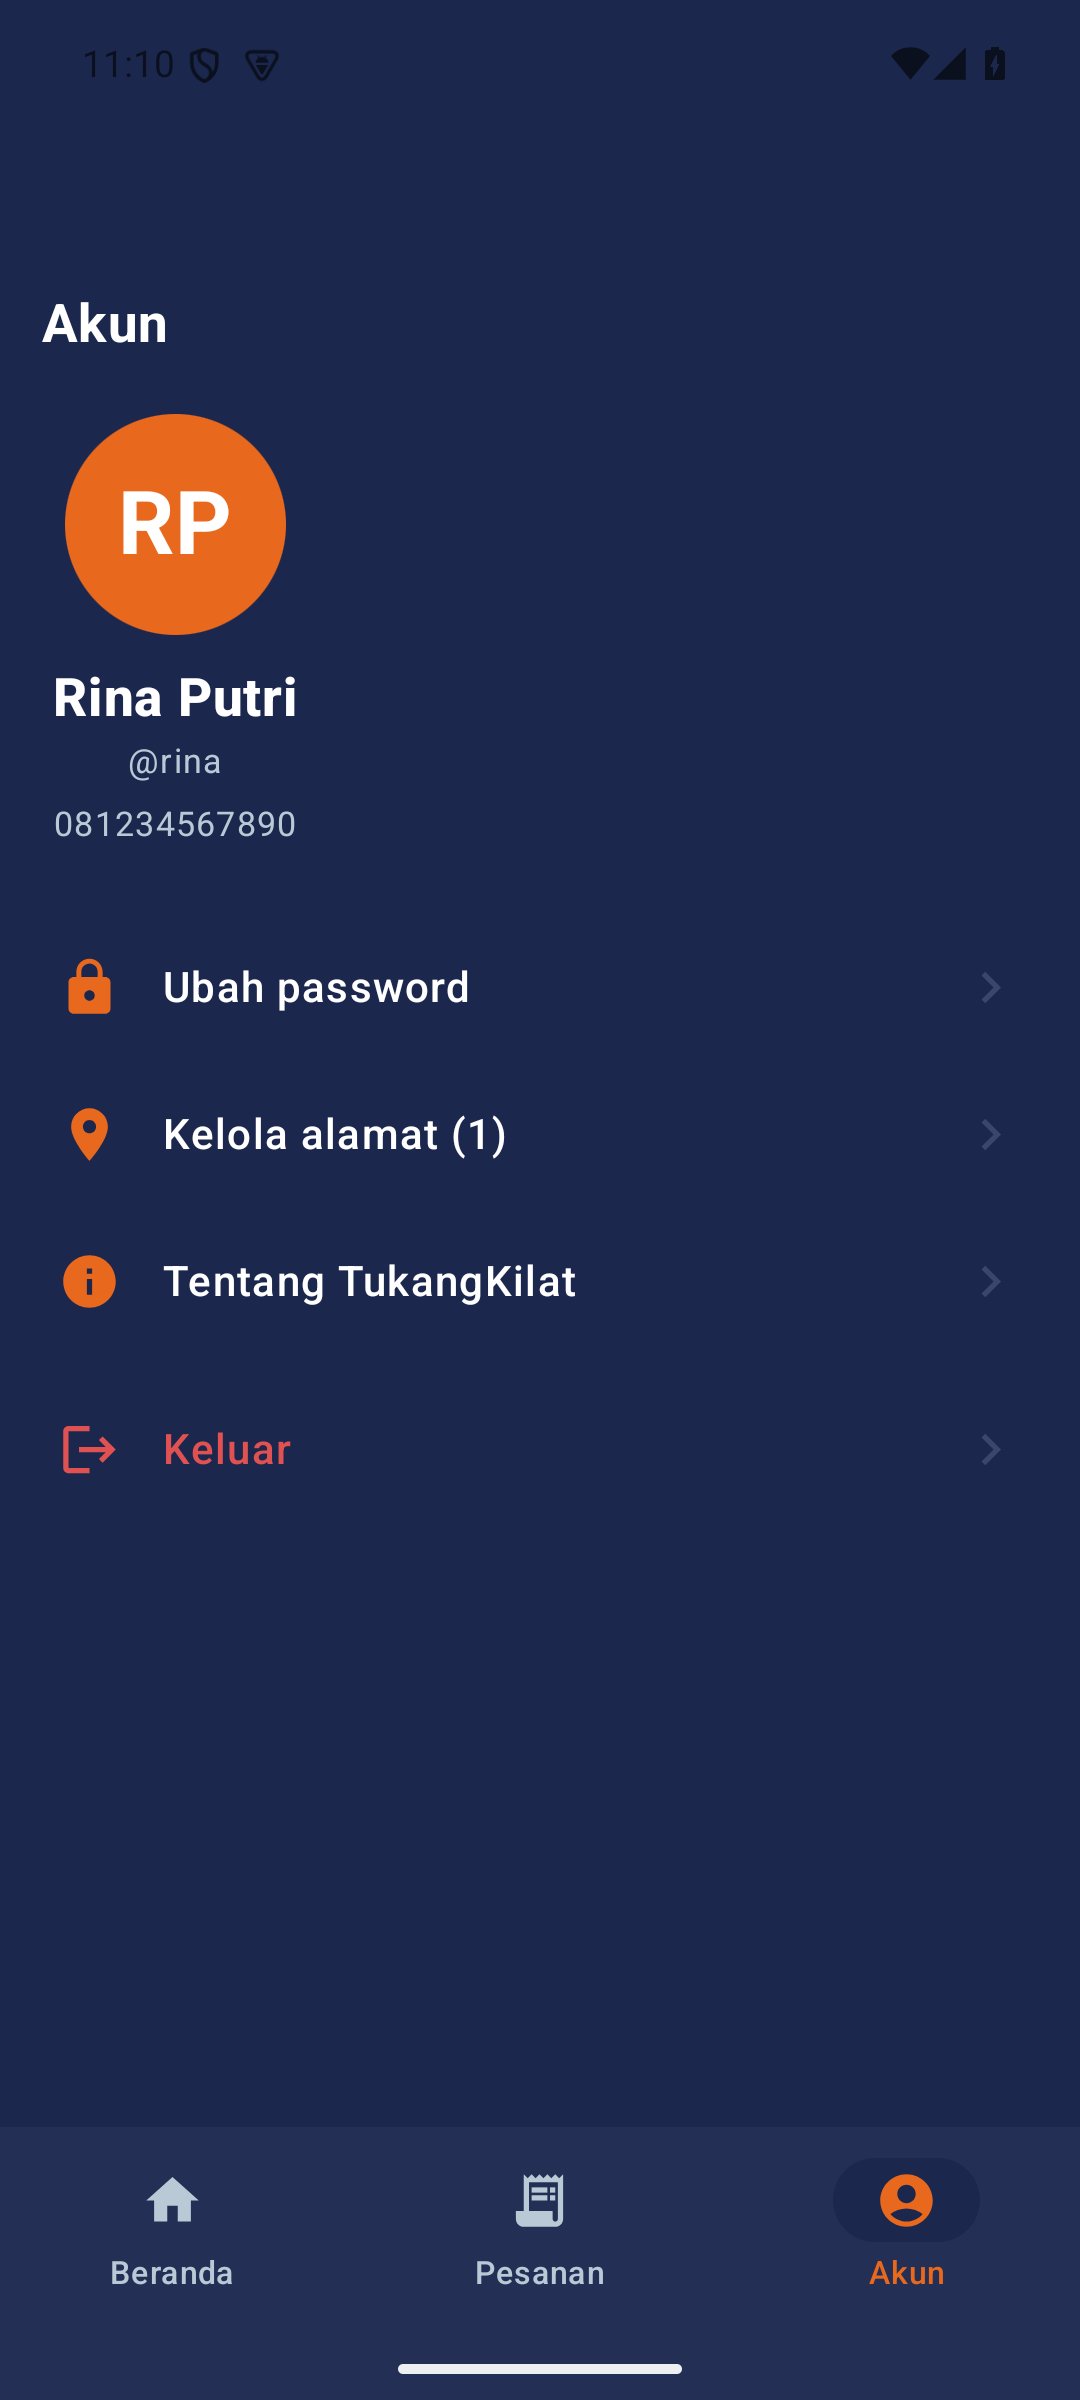 11:10
Akun
RP
Rina Putri
@rina
081234567890
Ubah password
Kelola alamat (1)
Tentang TukangKilat
Keluar
Beranda
Pesanan
Akun